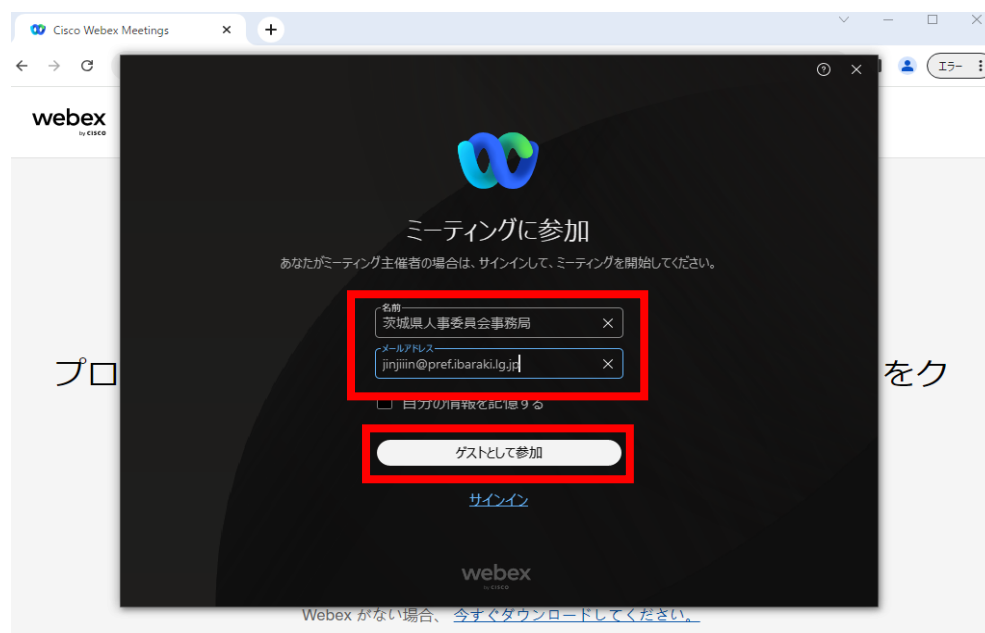 Cisco Webex Meetings
エラー
webex
by CISCO
ミーティングに参加
あなたがミーティング主催者の場合は、サインインして、ミーティングを開始してください。
名前
茨城県人事委員会事務局
メールアドレス
jinjiiin@pref.ibaraki.lg.jp
プロ
をク
自分の情報を記憶する
ゲストとして参加
サインイン
webex
by CISCO
Webex がない場合、 今すぐダウンロードしてください。